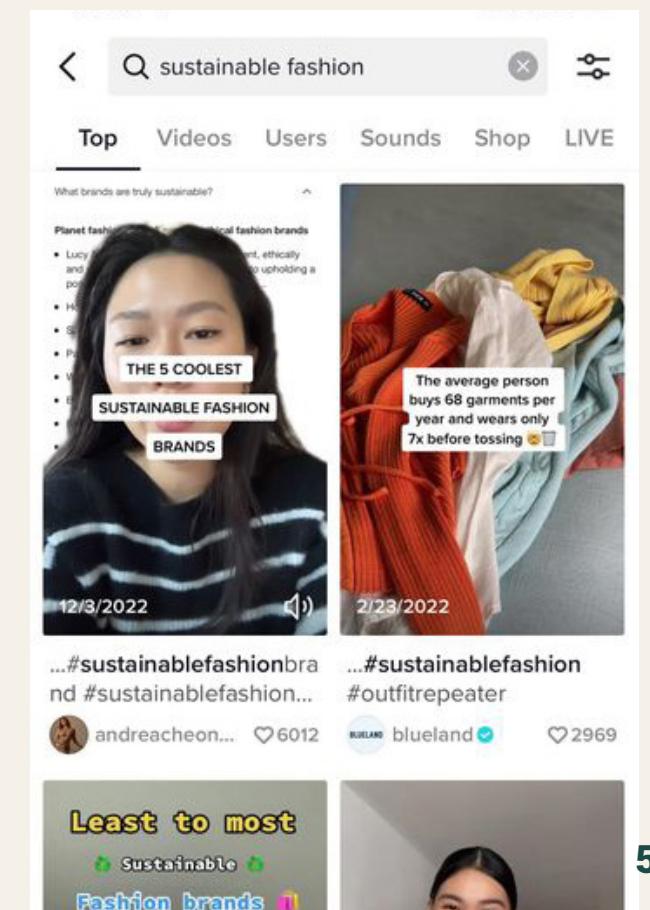 sustainable fashion
Top Videos Users Sounds Shop LIVE
What brands are truly sustainable?
Planet fash ical fashion brands
Lucy nt, ethically
and o upholding a
THE 5 COOLEST
SUSTAINABLE FASHION
BRANDS
12/3/2022
The average person
buys 68 garments per
year and wears only
7x before tossing
2/23/2022
...#sustainablefashionbra
nd #sustainablefashion...
andreacheon... 6012
...#sustainablefashion
#outfitrepeater
BLUELAND blueland 2969
Least to most
Sustainable
Fashion brands
5